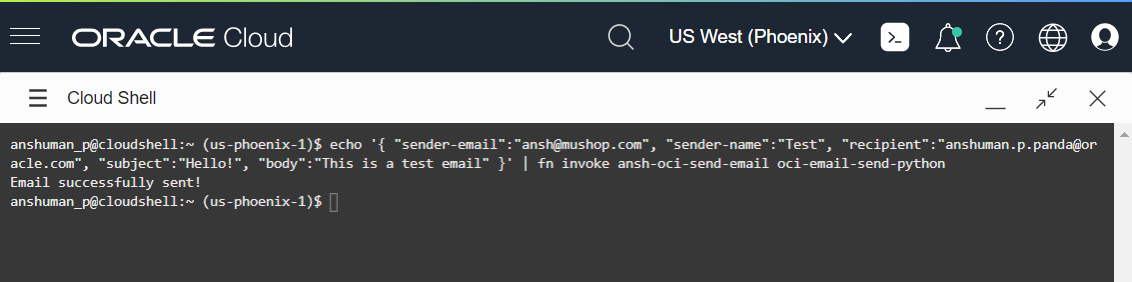 ORACLE Cloud
US West (Phoenix)
Cloud Shell
anshuman_p@cloudshell:~ (us-phoenix-1)$ echo '{ "sender-email":"ansh@mushop.com", "sender-name":"Test", "recipient":"anshuman.p.panda@or
acle.com", "subject":"Hello!", "body":"This is a test email" }' | fn invoke ansh-oci-send-email oci-email-send-python
Email successfully sent!
anshuman_p@cloudshell:~ (us-phoenix-1)$